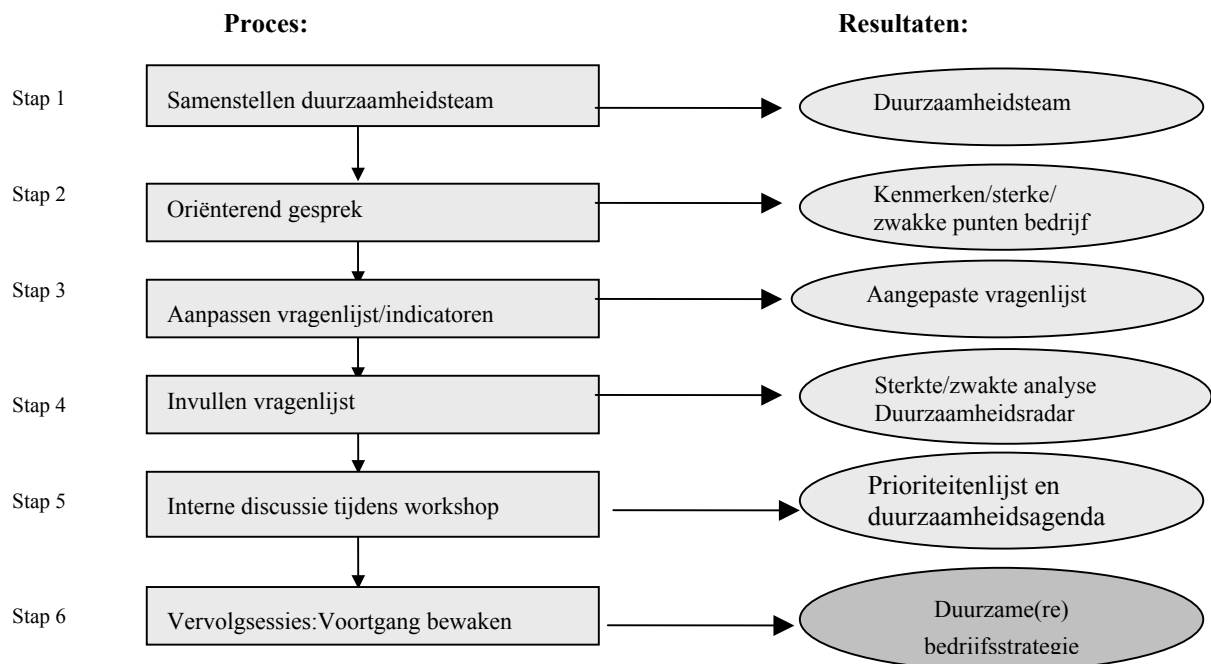 Proces: Resultaten:
Stap 1 Samenstellen duurzaamheidsteam Duurzaamheidsteam
Stap 2 Oriënterend gesprek Kenmerken/sterke/
zwakke punten bedrijf
Stap 3 Aanpassen vragenlijst/indicatoren Aangepaste vragenlijst
Stap 4 Invullen vragenlijst Sterkte/zwakte analyse
Duurzaamheidsradar
Stap 5 Interne discussie tijdens workshop Prioriteitenlijst en
duurzaamheidsagenda
Stap 6 Vervolgsessies:Voortgang bewaken Duurzame(re)
bedrijfsstrategie